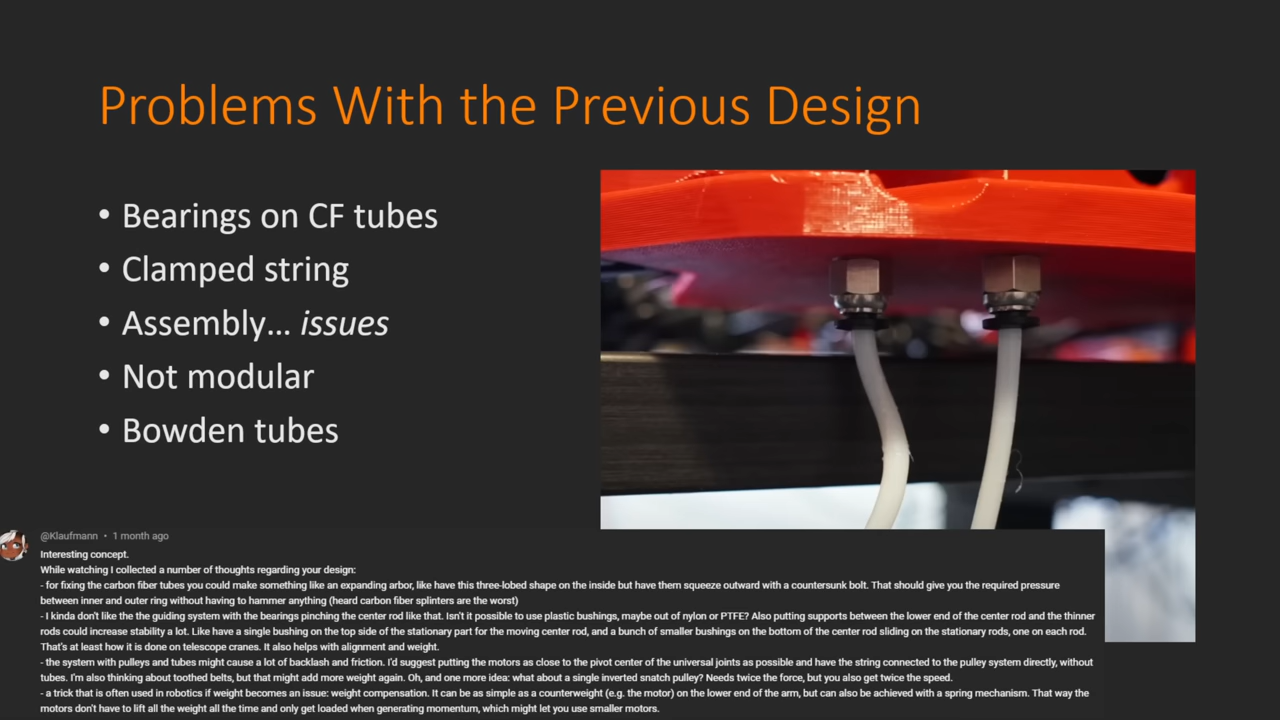 Problems With the Previous Design
• Bearings on CF tubes
• Clamped string
• Assembly... issues
• Not modular
• Bowden tubes
@Klaufmann • 1 month ago
Interesting concept.
While watching I collected a number of thoughts regarding your design:
- for fixing the carbon fiber tubes you could make something like an expanding arbor, like have this three-lobed shape on the inside but have them squeeze outward with a countersunk bolt. That should give you the required pressure
between inner and outer ring without having to hammer anything (heard carbon fiber splinters are the worst)
- I kinda don't like the the guiding system with the bearings pinching the center rod like that. Isn't it possible to use plastic bushings, maybe out of nylon or PTFE? Also putting supports between the lower end of the center rod and the thinner
rods could increase stability a lot. Like have a single bushing on the top side of the stationary part for the moving center rod, and a bunch of smaller bushings on the bottom of the center rod sliding on the stationary rods, one on each rod.
That's at least how it is done on telescope cranes. It also helps with alignment and weight.
- the system with pulleys and tubes might cause a lot of backlash and friction. I'd suggest putting the motors as close to the pivot center of the universal joints as possible and have the string connected to the pulley system directly, without
tubes. I'm also thinking about toothed belts, but that might add more weight again. Oh, and one more idea: what about a single inverted snatch pulley? Needs twice the force, but you also get twice the speed.
- a trick that is often used in robotics if weight becomes an issue: weight compensation. It can be as simple as a counterweight (e.g. the motor) on the lower end of the arm, but can also be achieved with a spring mechanism. That way the
motors don't have to lift all the weight all the time and only get loaded when generating momentum, which might let you use smaller motors.